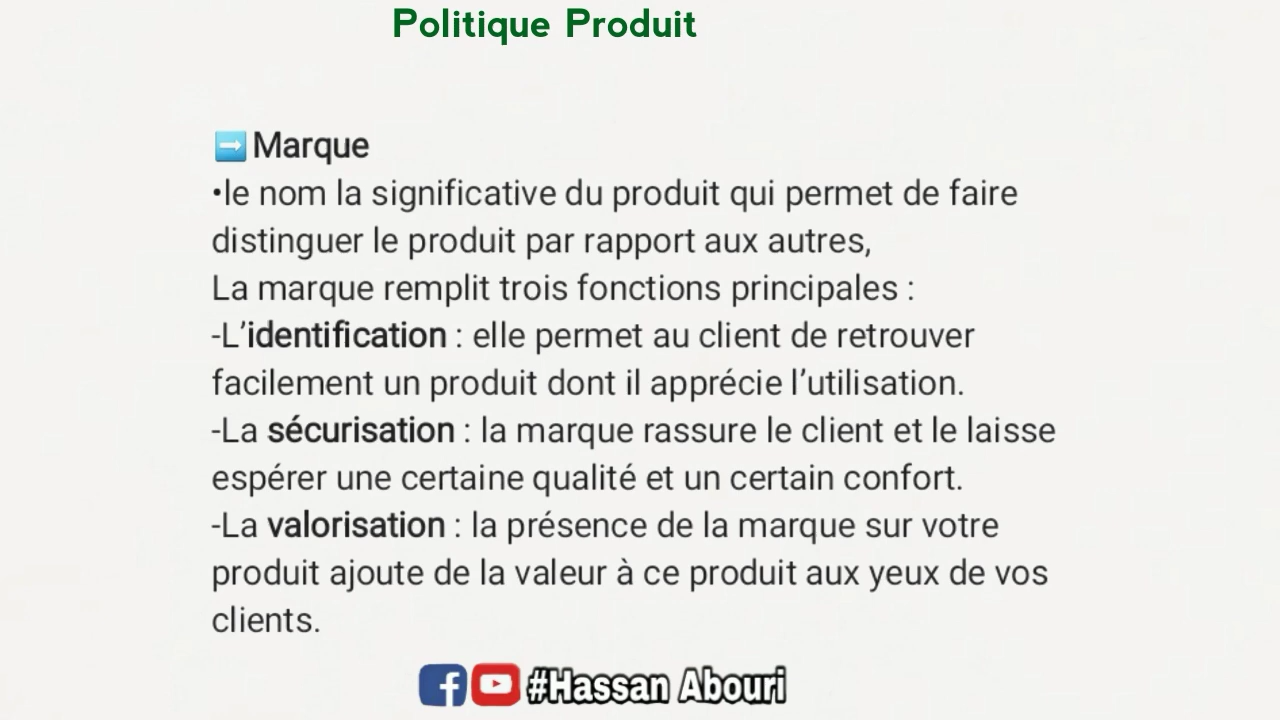 Politique Produit
➡️ Marque
•le nom la significative du produit qui permet de faire
distinguer le produit par rapport aux autres,
La marque remplit trois fonctions principales :
-L’identification : elle permet au client de retrouver
facilement un produit dont il apprécie l’utilisation.
-La sécurisation : la marque rassure le client et le laisse
espérer une certaine qualité et un certain confort.
-La valorisation : la présence de la marque sur votre
produit ajoute de la valeur à ce produit aux yeux de vos
clients.
#Hassan Abouri